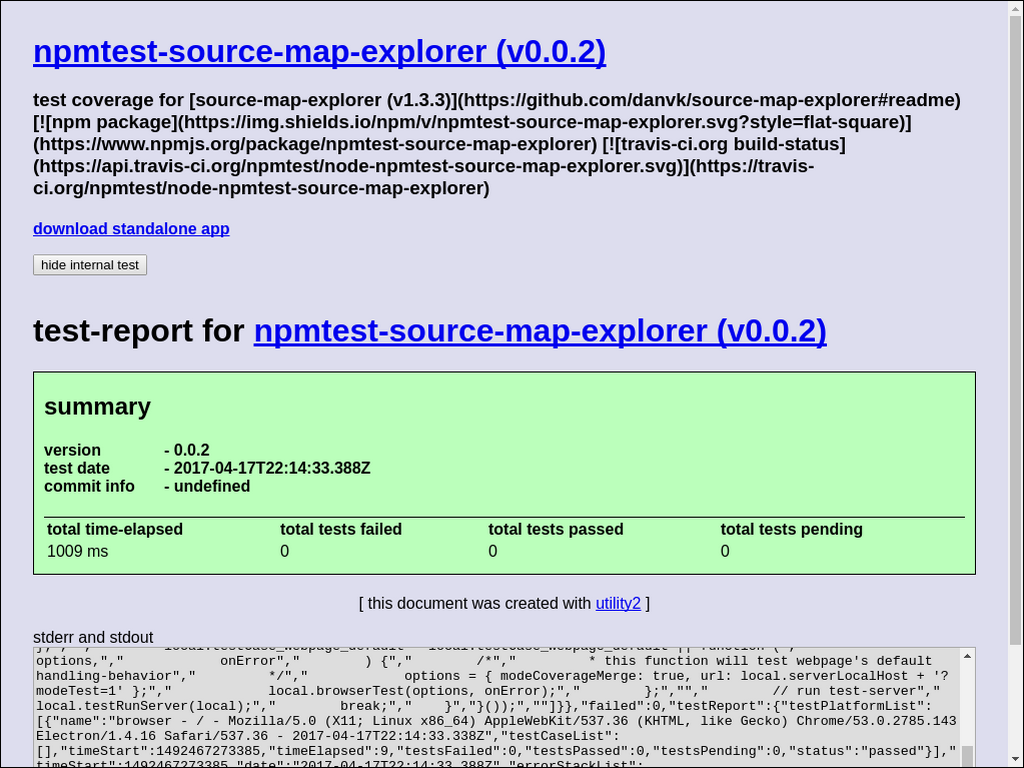 npmtest-source-map-explorer (v0.0.2)
test coverage for [source-map-explorer (v1.3.3)](https://github.com/danvk/source-map-explorer#readme)
[![npm package](https://img.shields.io/npm/v/npmtest-source-map-explorer.svg?style=flat-square)]
(https://www.npmjs.org/package/npmtest-source-map-explorer) [![travis-ci.org build-status]
(https://api.travis-ci.org/npmtest/node-npmtest-source-map-explorer.svg)](https://travis-
ci.org/npmtest/node-npmtest-source-map-explorer)
download standalone app
hide internal test
test-report for npmtest-source-map-explorer (v0.0.2)
summary
version - 0.0.2
test date - 2017-04-17T22:14:33.388Z
commit info - undefined
total time-elapsed total tests failed total tests passed total tests pending
1009 ms 0 0 0
[ this document was created with utility2 ]
stderr and stdout
options,"," onError"," ) {"," /*"," * this function will test webpage's default
handling-behavior"," */"," options = { modeCoverageMerge: true, url: local.serverLocalHost + '?
modeTest=1' };"," local.browserTest(options, onError);"," };",""," // run test-server","
local.testRunServer(local);"," break;"," }","}());",""]}},"failed":0,"testReport":{"testPlatformList":
[{"name":"browser - / - Mozilla/5.0 (X11; Linux x86_64) AppleWebKit/537.36 (KHTML, like Gecko) Chrome/53.0.2785.143
Electron/1.4.16 Safari/537.36 - 2017-04-17T22:14:33.338Z","testCaseList":
[],"timeStart":1492467273385,"timeElapsed":9,"testsFailed":0,"testsPassed":0,"testsPending":0,"status":"passed"}],"
timeStart":1492467273385,"date":"2017-04-17T22:14:33.388Z","errorStackList":